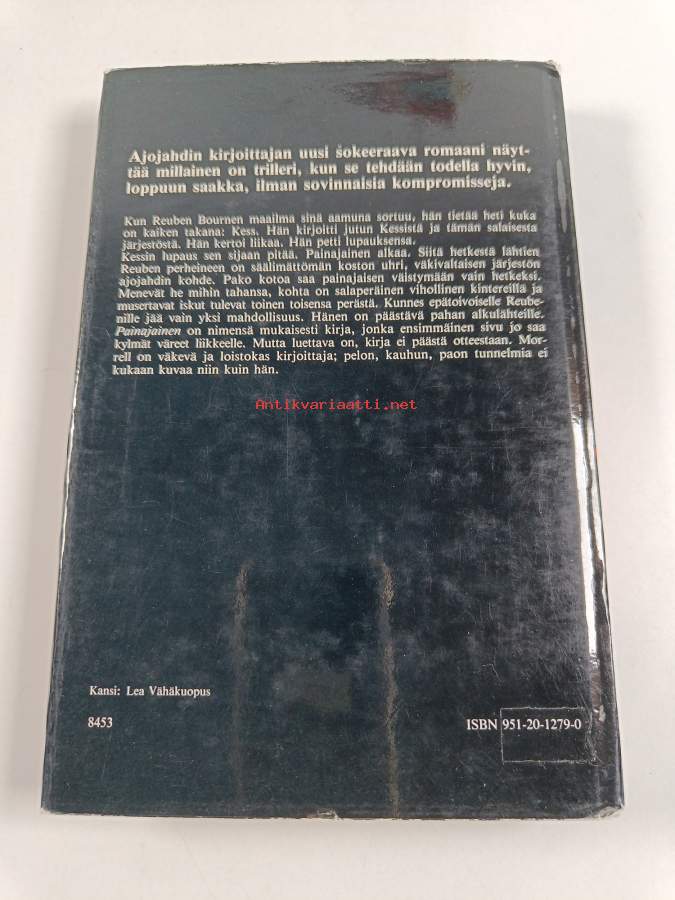 Ajojahdin kirjoittajan uusi šokeeraava romaani näyt-
tää millainen on trilleri, kun se tehdään todella hyvin,
loppuun saakka, ilman sovinnaisia kompromisseja.
Kun Reuben Bournen maailma sinä aamuna sortuu, hän tietää heti kuka
on kaiken takana: Kess. Hän kirjoitti jutun Kessistä ja tämän salaisesta
järjestöstä. Hän kertoi liikaa. Hän petti lupauksensa.
Kessin lupaus sen sijaan pitää. Painajainen alkaa. Siitä hetkestä lähtien
Reuben perheineen on säälimättömän koston uhri, väkivaltaisen järjestön
ajojahdin kohde. Pako kotoa saa painajaisen väistymään vain hetkeksi.
Menevät he mihin tahansa, kohta on salaperäinen vihollinen kintereillä ja
musertavat iskut tulevat toinen toisensa perästä. Kunnes epätoivoiselle Reube-
nille jää vain yksi mahdollisuus. Hänen on päästävä pahan alkulähteille.
Painajainen on nimensä mukaisesti kirja, jonka ensimmäinen sivu jo saa
kylmät väreet liikkeelle. Mutta luettava on, kirja ei päästä otteestaan. Mor-
rell on väkevä ja loistokas kirjoittaja; pelon, kauhun, paon tunnelmia ei
kukaan kuvaa niin kuin hän.
Antikvariaatti.net
Kansi: Lea Vähäkuopus
8453
ISBN 951-20-1279-0